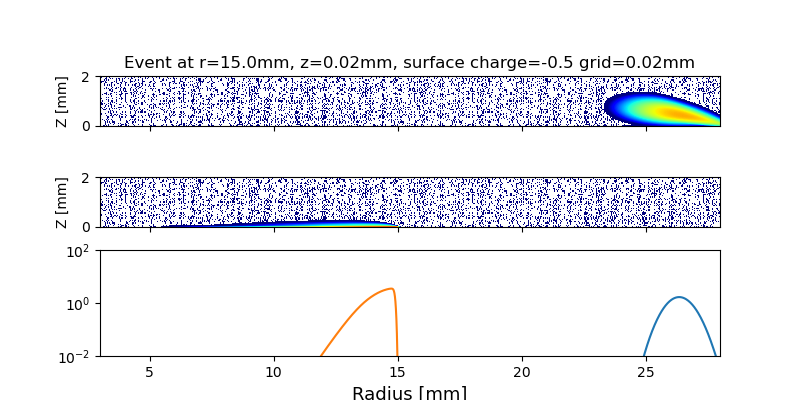 Event at r=15.0mm, z=0.02mm, surface charge=-0.5 grid=0.02mm
2
Z [mm]
0
2
Z [mm]
0
10²
10⁰
10⁻²
5 10 15 20 25
Radius [mm]